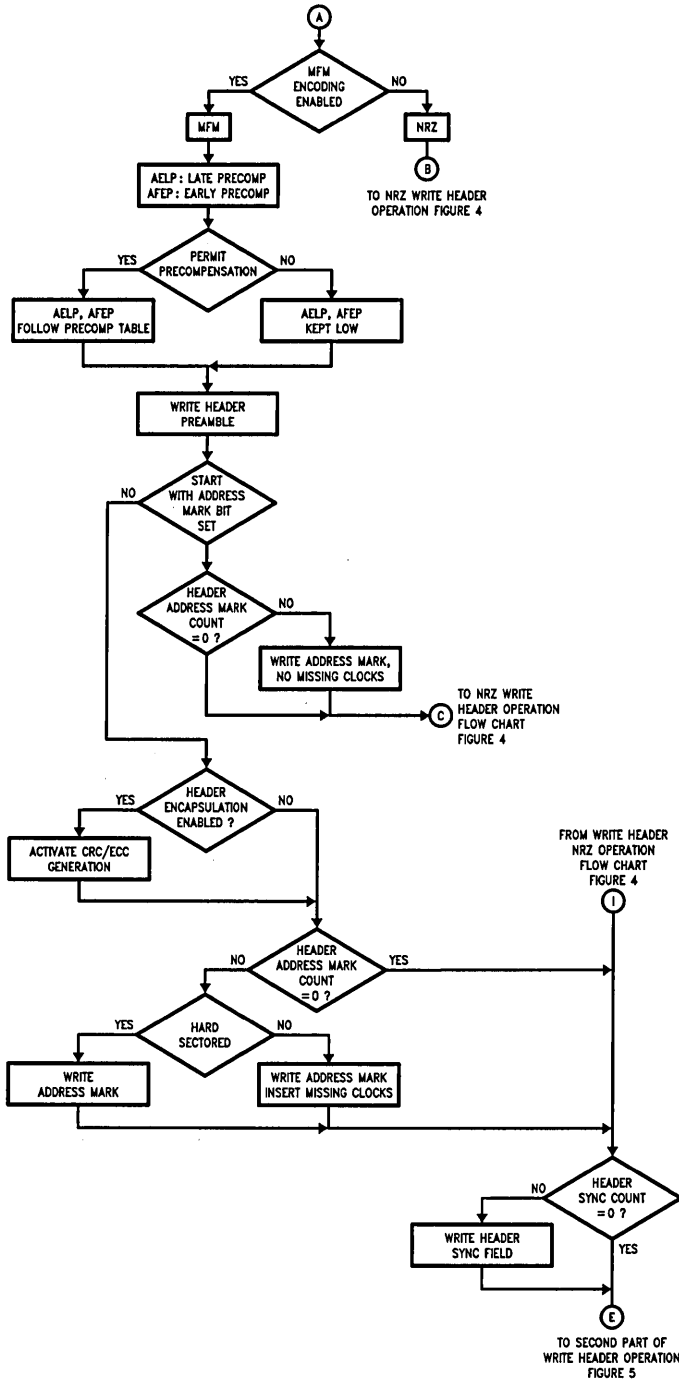 A
MFM
ENCODING
ENABLED
YES
NO
MFM
NRZ
AELP : LATE PRECOMP
AFEP : EARLY PRECOMP
B
TO NRZ WRITE HEADER
OPERATION FIGURE 4
PERMIT
PRECOMPENSATION
YES
NO
AELP, AFEP
FOLLOW PRECOMP TABLE
AELP, AFEP
KEPT LOW
WRITE HEADER
PREAMBLE
START
WITH ADDRESS
MARK BIT
SET
NO
HEADER
ADDRESS MARK
COUNT
= 0 ?
NO
WRITE ADDRESS MARK,
NO MISSING CLOCKS
C
TO NRZ WRITE
HEADER OPERATION
FLOW CHART
FIGURE 4
HEADER
ENCAPSULATION
ENABLED ?
YES
NO
ACTIVATE CRC/ECC
GENERATION
FROM WRITE HEADER
NRZ OPERATION
FLOW CHART
FIGURE 4
I
HEADER
ADDRESS MARK
COUNT
= 0 ?
NO
YES
HARD
SECTORED
YES
NO
WRITE
ADDRESS MARK
WRITE ADDRESS MARK
INSERT MISSING CLOCKS
HEADER
SYNC COUNT
= 0 ?
NO
YES
WRITE HEADER
SYNC FIELD
E
TO SECOND PART OF
WRITE HEADER OPERATION
FIGURE 5